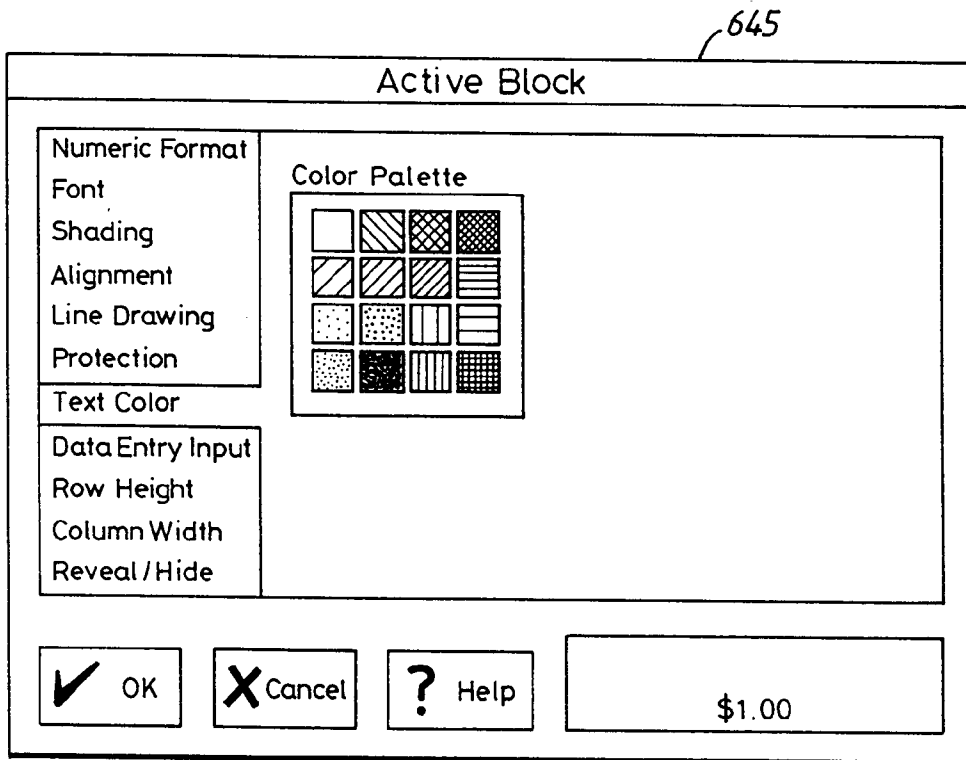 645
Active Block
Numeric Format
Font
Shading
Alignment
Line Drawing
Protection
Text Color
Data Entry Input
Row Height
Column Width
Reveal/Hide
Color Palette
OK
Cancel
? Help
$1.00